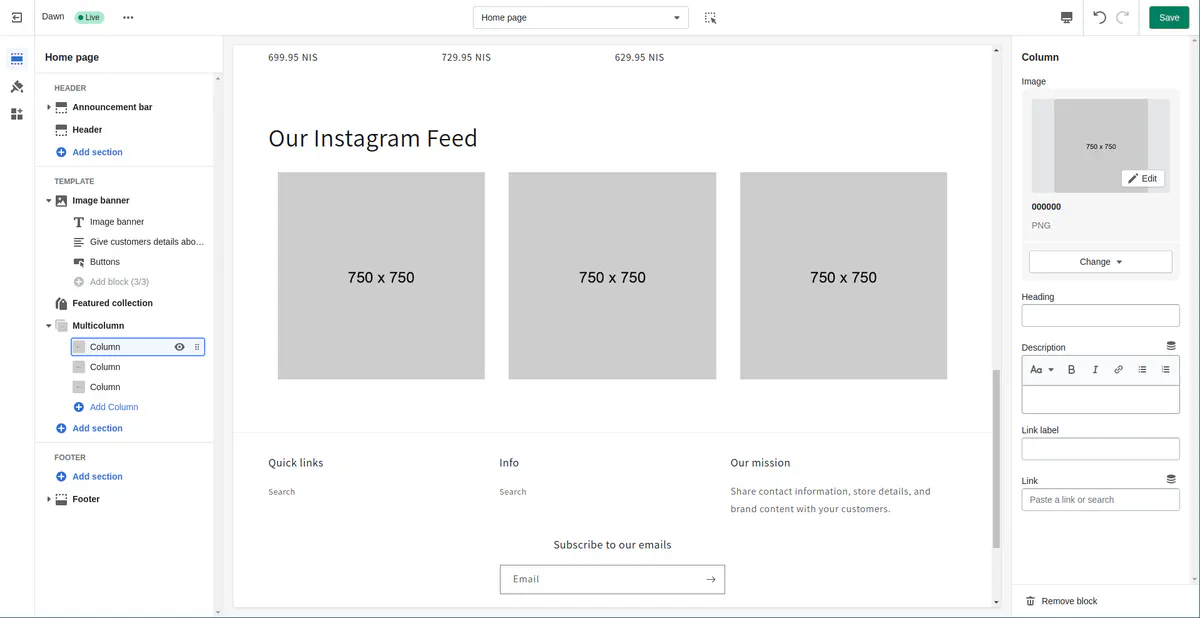 Dawn
Live
Home page
Save
Home page
HEADER
Announcement bar
Header
Add section
TEMPLATE
Image banner
Image banner
Give customers details abo...
Buttons
Add block (3/3)
Featured collection
Multicolumn
Column
Column
Column
Add Column
Add section
FOOTER
Add section
Footer
699.95 NIS
729.95 NIS
629.95 NIS
Our Instagram Feed
750 x 750
750 x 750
750 x 750
Quick links
Search
Info
Search
Our mission
Share contact information, store details, and
brand content with your customers.
Subscribe to our emails
Email
Column
Image
750 x 750
Edit
000000
PNG
Change
Heading
Description
Aa
B
I
Link label
Link
Paste a link or search
Remove block